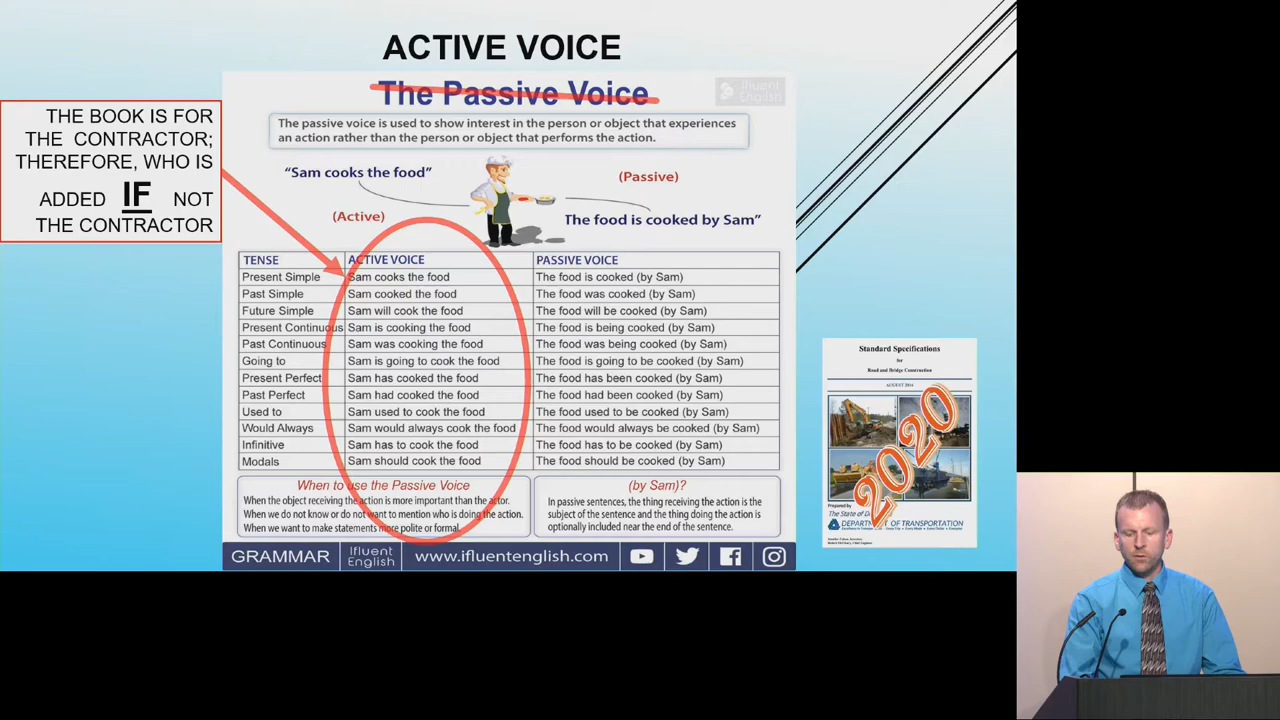 ACTIVE VOICE
The Passive Voice
ifluent
English
THE BOOK IS FOR
THE CONTRACTOR;
THEREFORE, WHO IS
ADDED IF NOT
THE CONTRACTOR
The passive voice is used to show interest in the person or object that experiences
an action rather than the person or object that performs the action.
"Sam cooks the food"
(Passive)
(Active)
The food is cooked by Sam"
TENSE ACTIVE VOICE PASSIVE VOICE
Present Simple Sam cooks the food The food is cooked (by Sam)
Past Simple Sam cooked the food The food was cooked (by Sam)
Future Simple Sam will cook the food The food will be cooked (by Sam)
Present Continuous Sam is cooking the food The food is being cooked (by Sam)
Past Continuous Sam was cooking the food The food was being cooked (by Sam)
Going to Sam is going to cook the food The food is going to be cooked (by Sam)
Present Perfect Sam has cooked the food The food has been cooked (by Sam)
Past Perfect Sam had cooked the food The food had been cooked (by Sam)
Used to Sam used to cook the food The food used to be cooked (by Sam)
Would Always Sam would always cook the food The food would always be cooked (by Sam)
Infinitive Sam has to cook the food The food has to be cooked (by Sam)
Modals Sam should cook the food The food should be cooked (by Sam)
When to use the Passive Voice
When the object receiving the action is more important than the actor.
When we do not know or do not want to mention who is doing the action.
When we want to make statements more polite or formal.
(by Sam)?
In passive sentences, the thing receiving the action is the
subject of the sentence and the thing doing the action is
optionally included near the end of the sentence.
GRAMMAR
ifluent
English
www.ifluentenglish.com
Standard Specifications
for
Road and Bridge Construction
2020
Prepared by
The State of
DEPARTMENT OF TRANSPORTATION